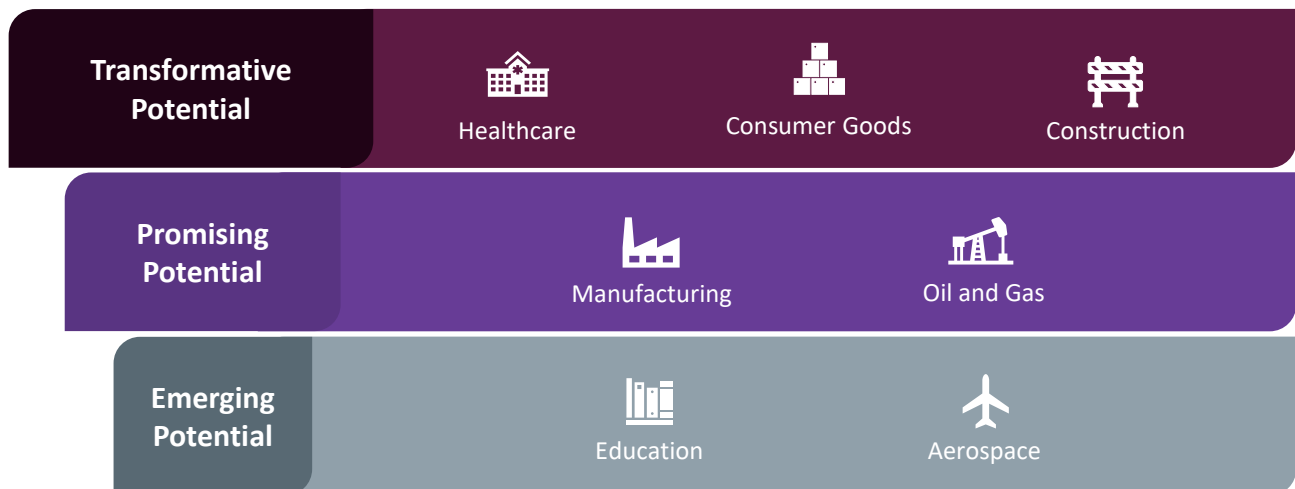 Transformative
Potential
Healthcare
Consumer Goods
Construction
Promising
Potential
Manufacturing
Oil and Gas
Emerging
Potential
Education
Aerospace